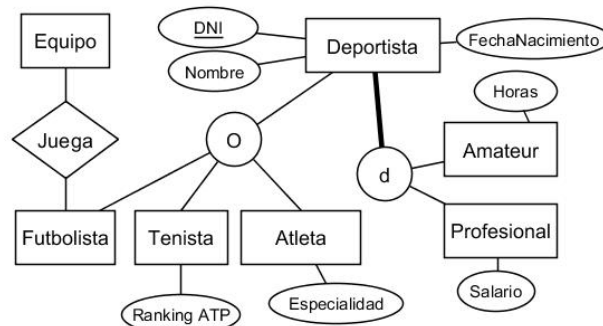 DNI
Equipo
Deportista
FechaNacimiento
Nombre
Horas
Juega
O
Amateur
d
Futbolista
Tenista
Atleta
Profesional
Ranking ATP
Especialidad
Salario